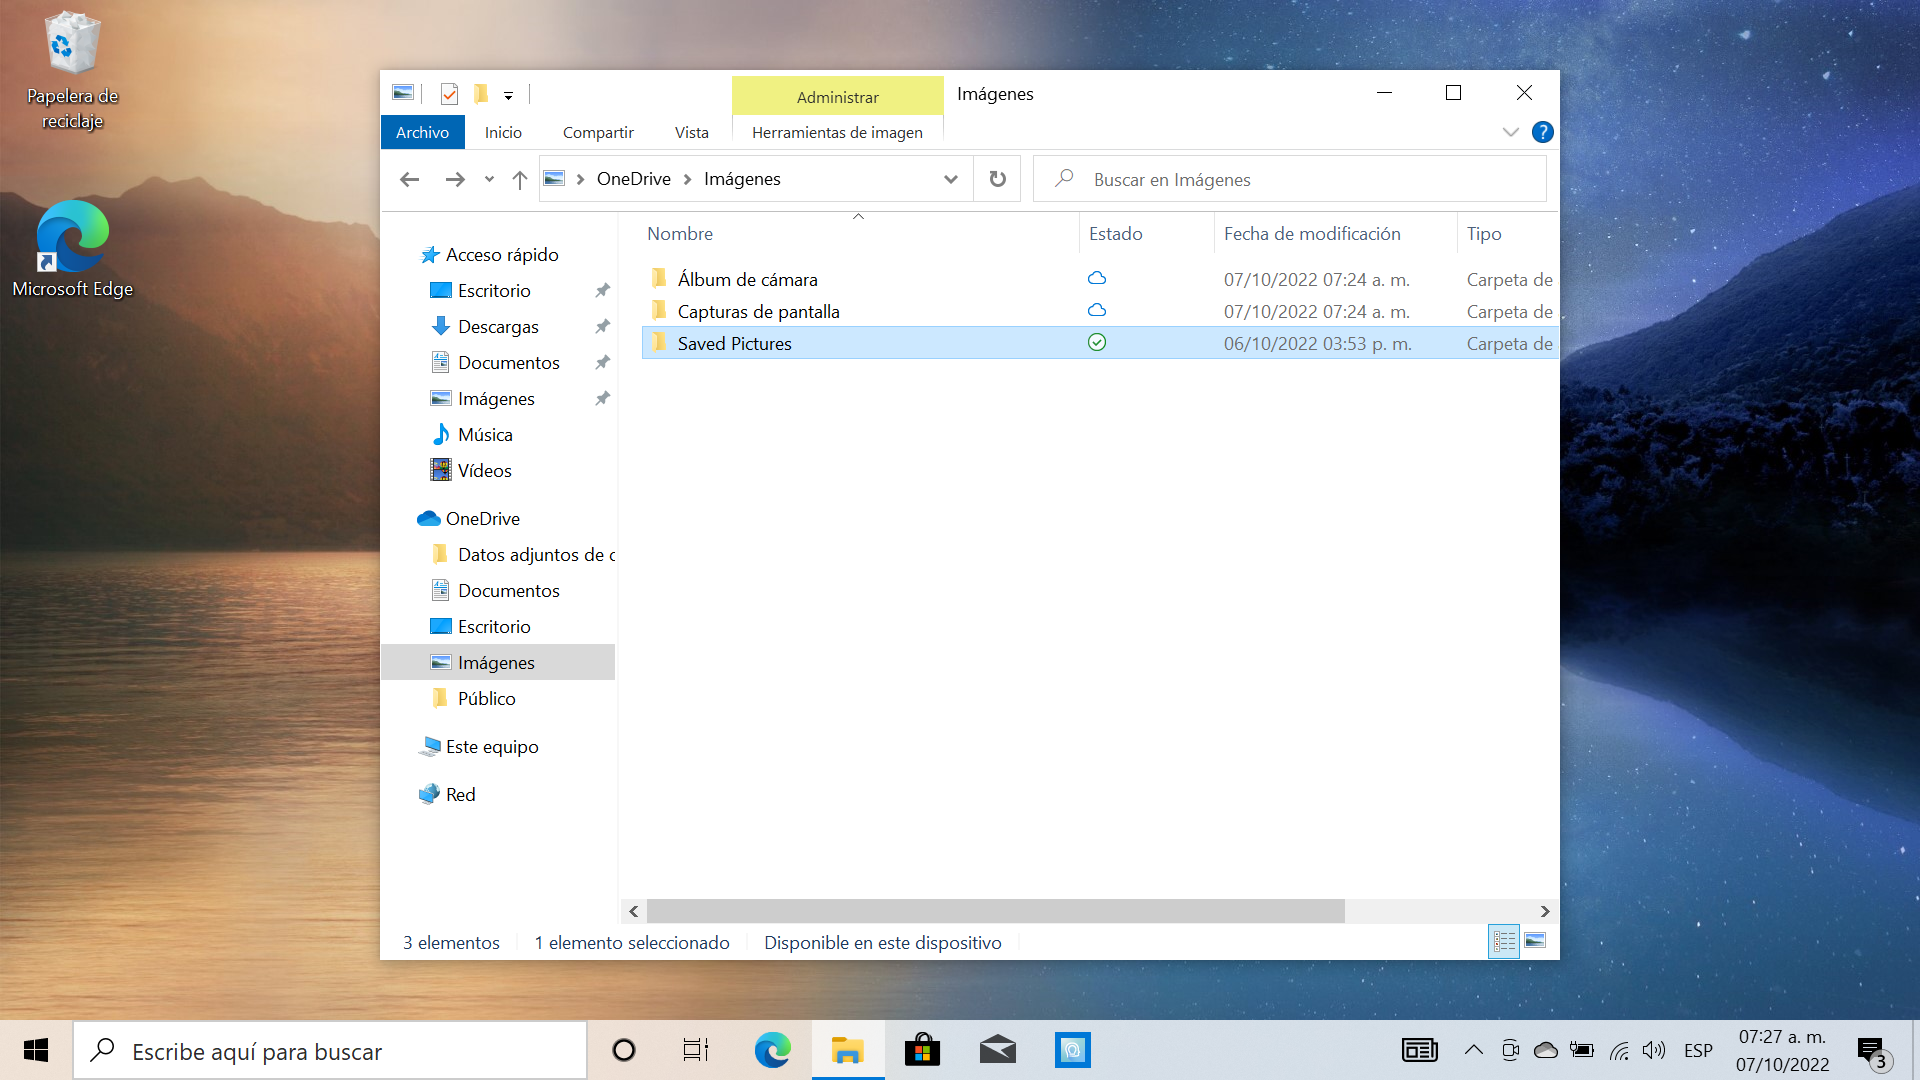 Papelera de
reciclaje
Microsoft Edge
Administrar
Imágenes
Archivo
Inicio
Compartir
Vista
Herramientas de imagen
?
OneDrive
Imágenes
Buscar en Imágenes
Acceso rápido
Escritorio
Descargas
Documentos
Imágenes
Música
Vídeos
OneDrive
Datos adjuntos de c
Documentos
Escritorio
Imágenes
Público
Este equipo
Red
Nombre
Estado
Fecha de modificación
Tipo
Álbum de cámara
07/10/2022 07:24 a. m.
Carpeta de
Capturas de pantalla
07/10/2022 07:24 a. m.
Carpeta de
Saved Pictures
06/10/2022 03:53 p. m.
Carpeta de
3 elementos
1 elemento seleccionado
Disponible en este dispositivo
Escribe aquí para buscar
ESP
07:27 a. m.
07/10/2022
3